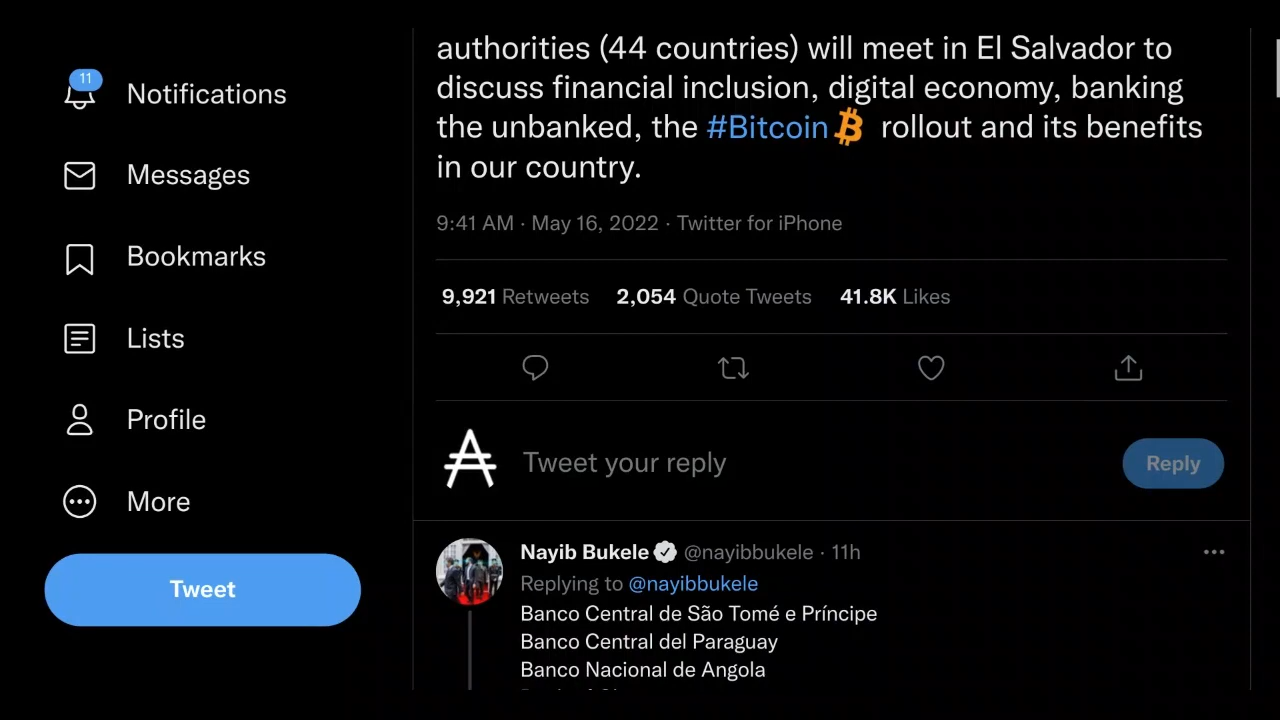 11
Notifications
Messages
Bookmarks
Lists
Profile
More
Tweet
authorities (44 countries) will meet in El Salvador to
discuss financial inclusion, digital economy, banking
the unbanked, the #Bitcoin rollout and its benefits
in our country.
9:41 AM · May 16, 2022 · Twitter for iPhone
9,921 Retweets 2,054 Quote Tweets 41.8K Likes
Tweet your reply
Reply
Nayib Bukele @nayibbukele · 11h
Replying to @nayibbukele
Banco Central de São Tomé e Príncipe
Banco Central del Paraguay
Banco Nacional de Angola